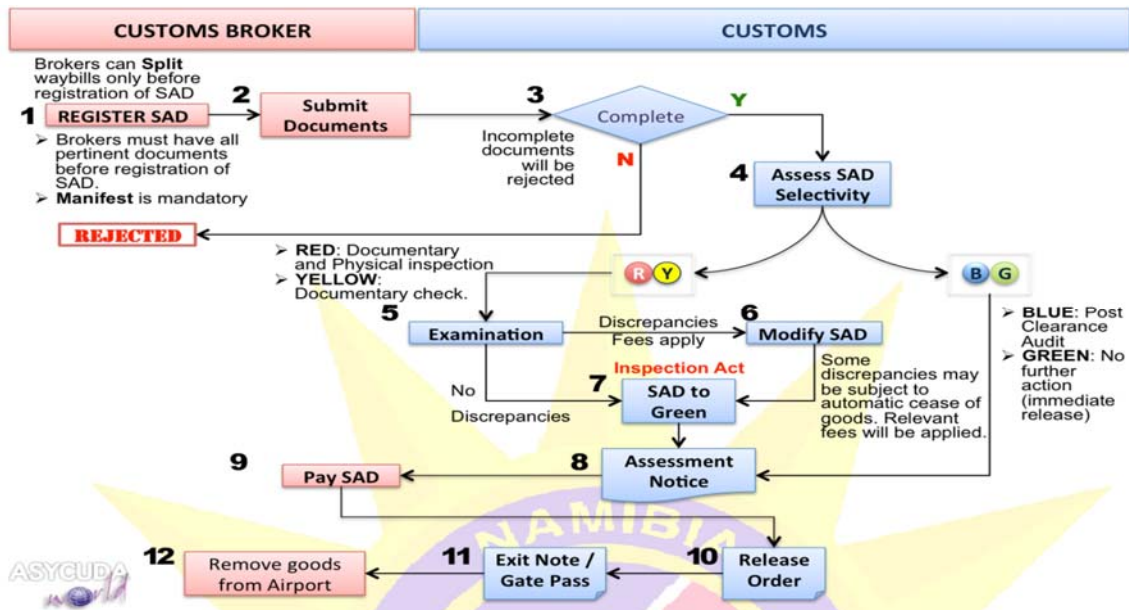 CUSTOMS BROKER
CUSTOMS
Brokers can Split
waybills only before
registration of SAD
1
REGISTER SAD
➢ Brokers must have all
pertinent documents
before registration of
SAD.
➢ Manifest is mandatory
2
Submit
Documents
3
Complete
Y
Incomplete
documents
will be
rejected
N
REJECTED
4
Assess SAD
Selectivity
➢ RED: Documentary
and Physical inspection
➢ YELLOW:
Documentary check.
R
Y
B
G
➢ BLUE: Post
Clearance
Audit
➢ GREEN: No
further
action
(immediate
release)
5
Examination
Discrepancies
Fees apply
6
Modify SAD
Some
discrepancies may
be subject to
automatic cease of
goods. Relevant
fees will be applied.
No
Discrepancies
Inspection Act
7
SAD to
Green
8
Assessment
Notice
9
Pay SAD
10
Release
Order
11
Exit Note /
Gate Pass
12
Remove goods
from Airport
NAMIBIA
ASYCUDA
world